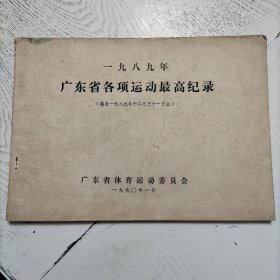 一九八九年
广东省各项运动最高纪录
（截至一九八九年十二月三十一日止）
广东省体育运动委员会
一九九〇年一月